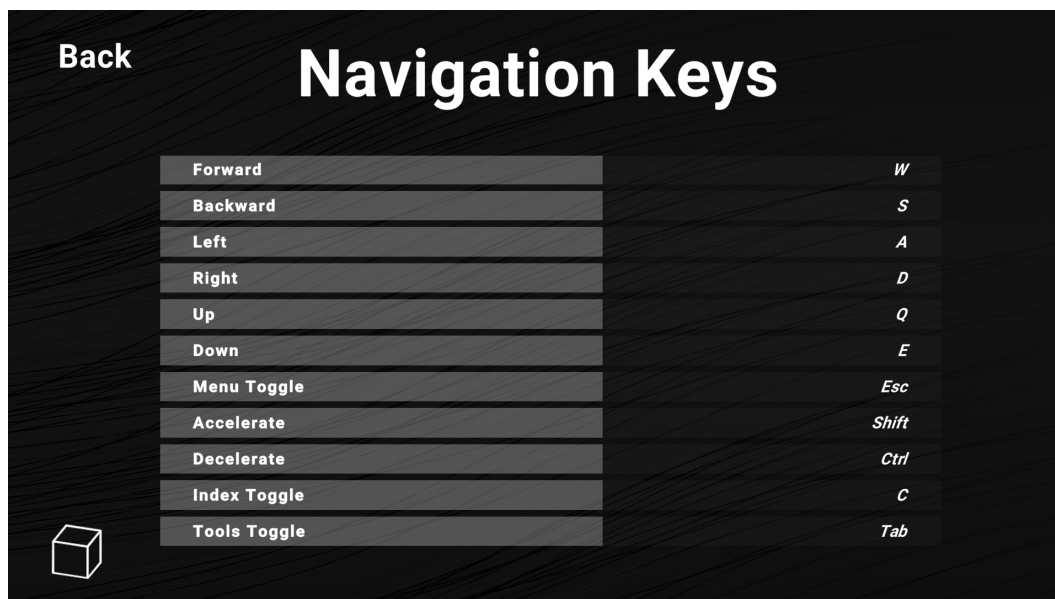 Back
Navigation Keys
Forward W
Backward S
Left A
Right D
Up Q
Down E
Menu Toggle Esc
Accelerate Shift
Decelerate Ctrl
Index Toggle C
Tools Toggle Tab